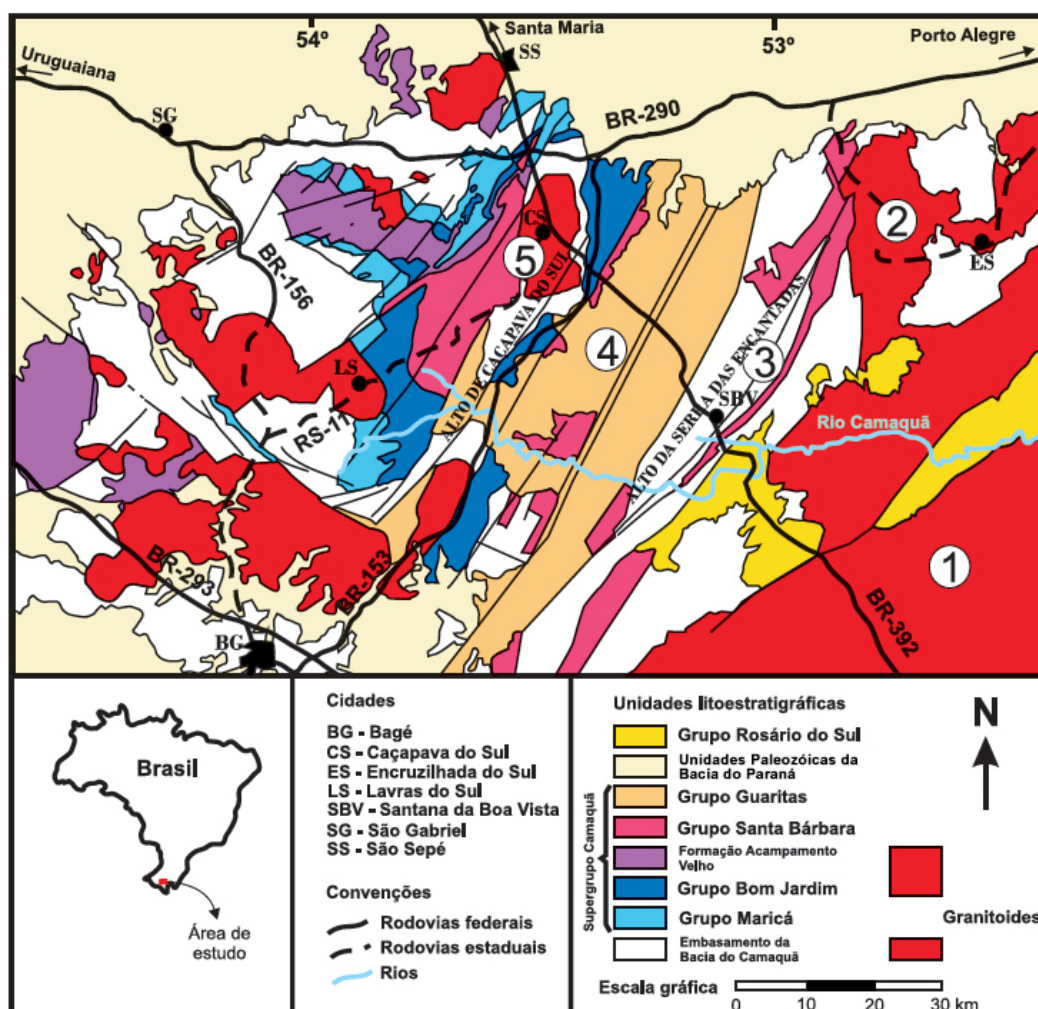 54º
53º
Santa Maria
SS
Porto Alegre
Uruguaiana
SG
BR-290
2
CS
5
ES
BR-156
ALTO DE CAÇAPAVA DO SUL
4
3
LS
ALTO DA SERRA DAS ENCANTADAS
SBV
RS-11
Rio Camaquã
BR-153
BR-293
1
BR-392
BG
Brasil
Área de
estudo
Cidades
BG - Bagé
CS - Caçapava do Sul
ES - Encruzilhada do Sul
LS - Lavras do Sul
SBV - Santana da Boa Vista
SG - São Gabriel
SS - São Sepé
Convenções
Rodovias federais
Rodovias estaduais
Rios
Unidades litoestratigráficas
N
Grupo Rosário do Sul
Unidades Paleozóicas da
Bacia do Paraná
Supergrupo Camaquã
Grupo Guaritas
Grupo Santa Bárbara
Formação Acampamento
Velho
Grupo Bom Jardim
Grupo Maricá
Granitoides
Embasamento da
Bacia do Camaquã
Escala gráfica
0 10 20 30 km